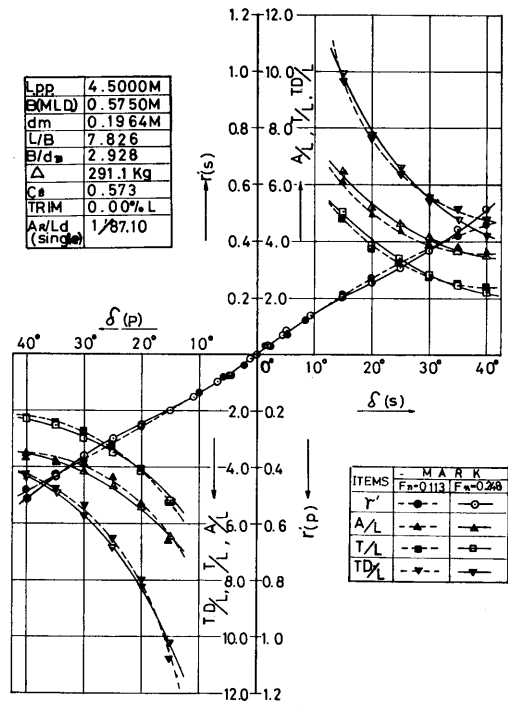 Lpp 4.5000M
B(MLD) 0.5750M
dm 0.1964M
L/B 7.826
B/dm 2.928
△ 291.1 Kg
CB 0.573
TRIM 0.00% L
AR/Ld (single) 1/87.10
r(s)
A/L, T/L, TD/L
1.2 12.0
1.0 10.0
0.8 8.0
0.6 6.0
0.4 4.0
0.2 2.0
δ (P)
40° 30° 20° 10° 0
0° 10° 20° 30° 40°
δ (s)
2.0 0.2
4.0 0.4
6.0 0.6
8.0 0.8
10.0 1.0
12.0 1.2
TD/L, T/L, A/L
r'(p)
ITEMS MARK
Fn=0.113 Fn=0.248
r'
A/L
T/L
TD/L